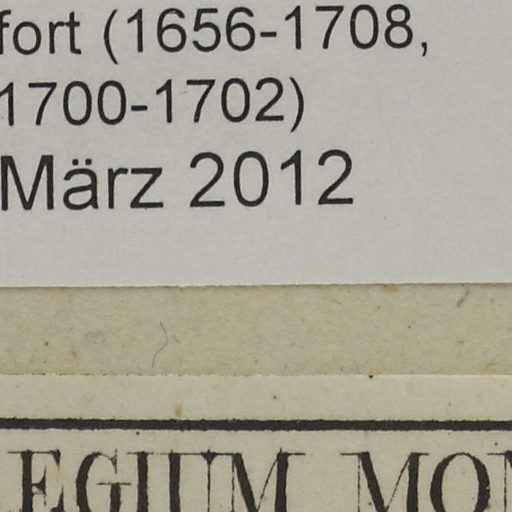 fort (1656-1708,
1700-1702)
März 2012
EGIUM MON